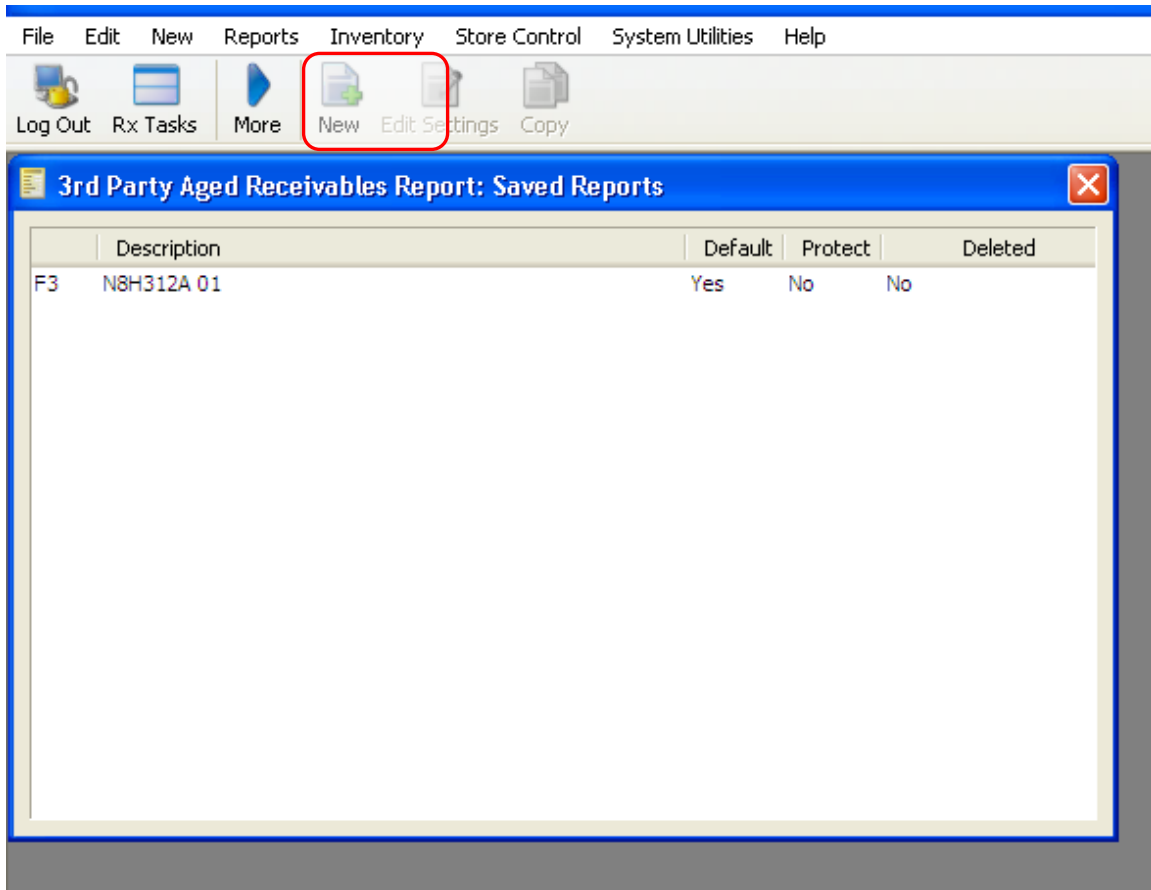 File Edit New Reports Inventory Store Control System Utilities Help
Log Out Rx Tasks More New Edit Settings Copy
3rd Party Aged Receivables Report: Saved Reports
Description Default Protect Deleted
F3 N8H312A 01 Yes No No